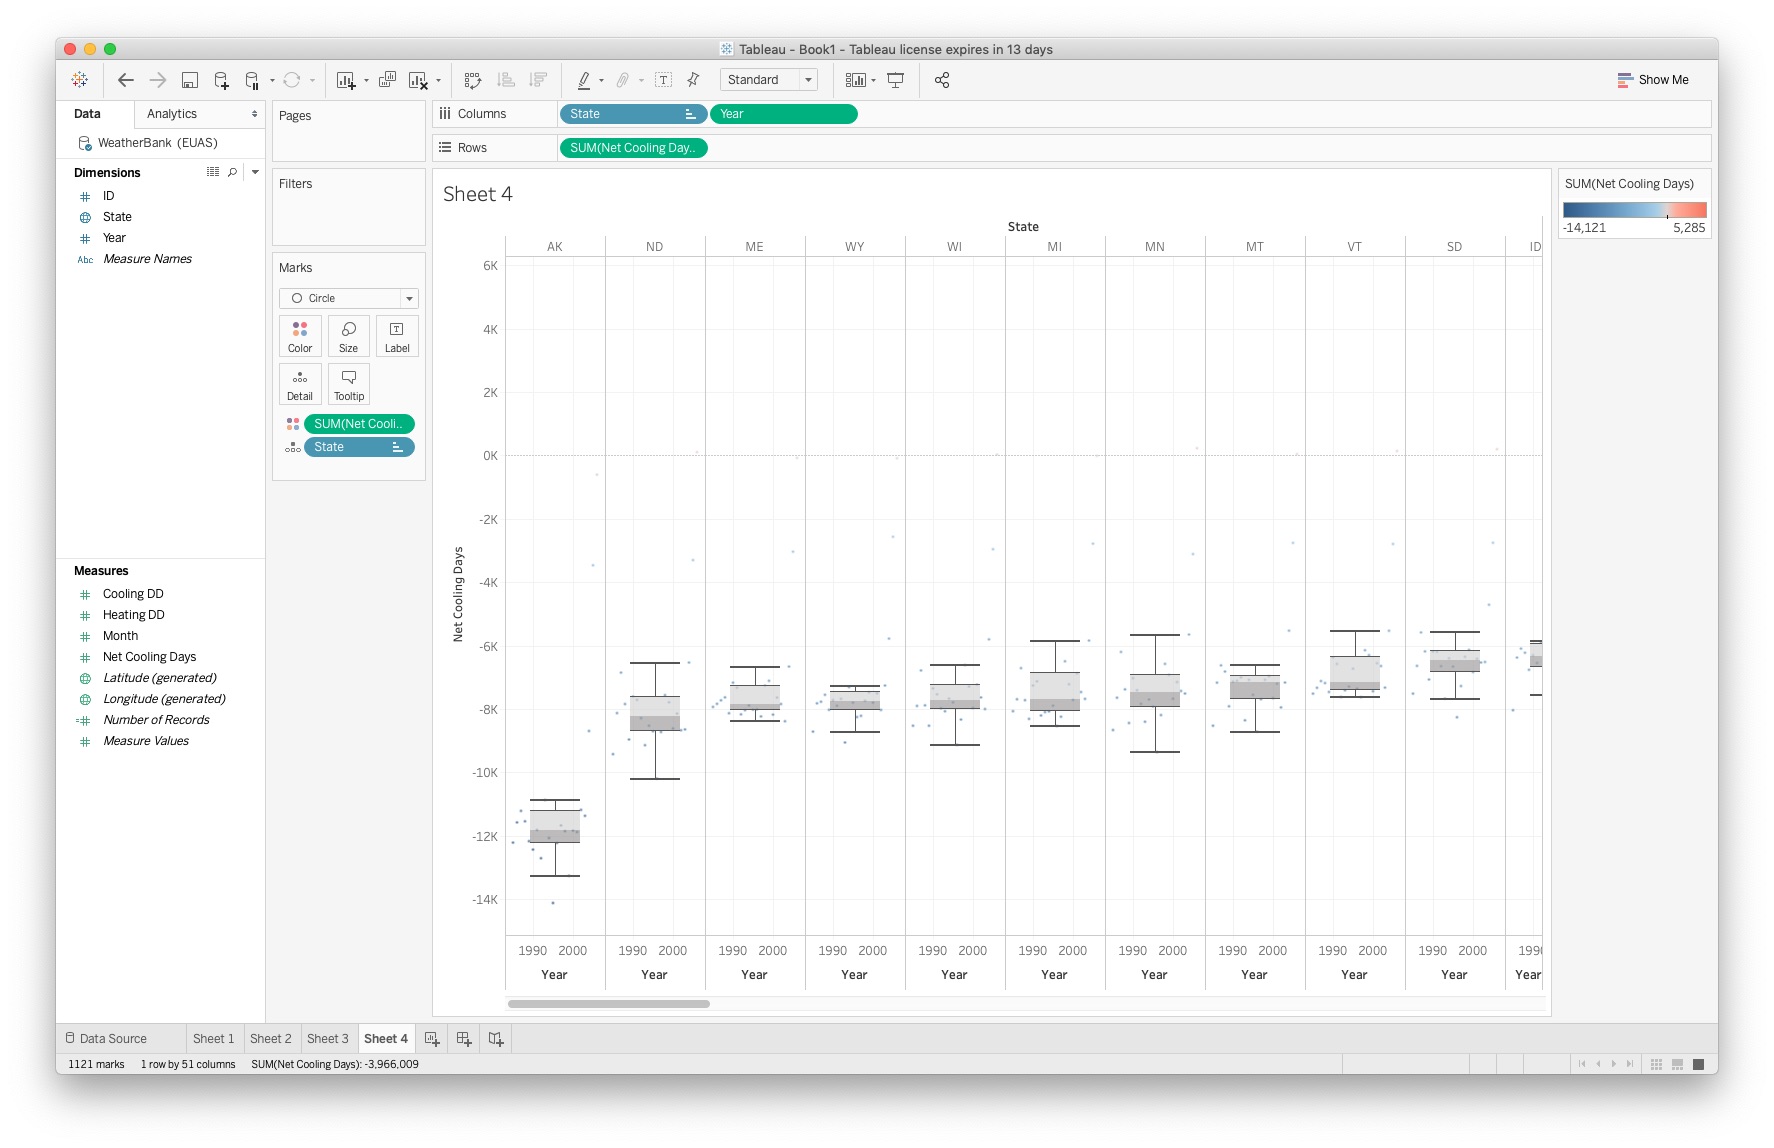 Tableau - Book1 - Tableau license expires in 13 days
Standard
Show Me
Data
Analytics
WeatherBank (EUAS)
Dimensions
ID
State
Year
Abc Measure Names
Measures
Cooling DD
Heating DD
Month
Net Cooling Days
Latitude (generated)
Longitude (generated)
Number of Records
Measure Values
Pages
Filters
Marks
Circle
Color Size Label
Detail Tooltip
SUM(Net Cooli..
State
Columns
State
Year
Rows
SUM(Net Cooling Day..
Sheet 4
State
AK ND ME WY WI MI MN MT VT SD ID
6K
4K
2K
0K
-2K
-4K
-6K
-8K
-10K
-12K
-14K
Net Cooling Days
1990 2000 1990 2000 1990 2000 1990 2000 1990 2000 1990 2000 1990 2000 1990 2000 1990 2000 1990 2000 1990
Year Year Year Year Year Year Year Year Year Year Year
SUM(Net Cooling Days)
-14,121 5,285
Data Source Sheet 1 Sheet 2 Sheet 3 Sheet 4
1121 marks 1 row by 51 columns SUM(Net Cooling Days): -3,966,009